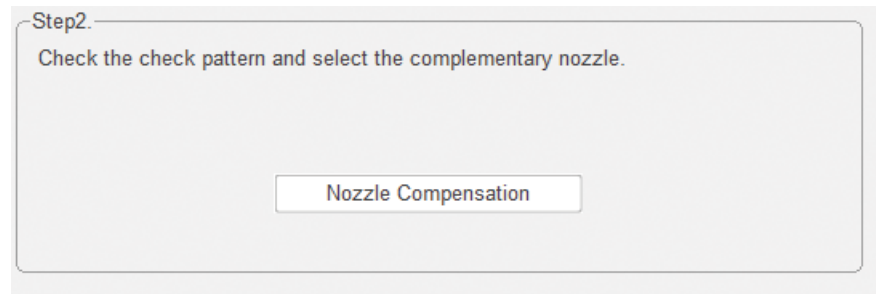 Step2.
Check the check pattern and select the complementary nozzle.
Nozzle Compensation